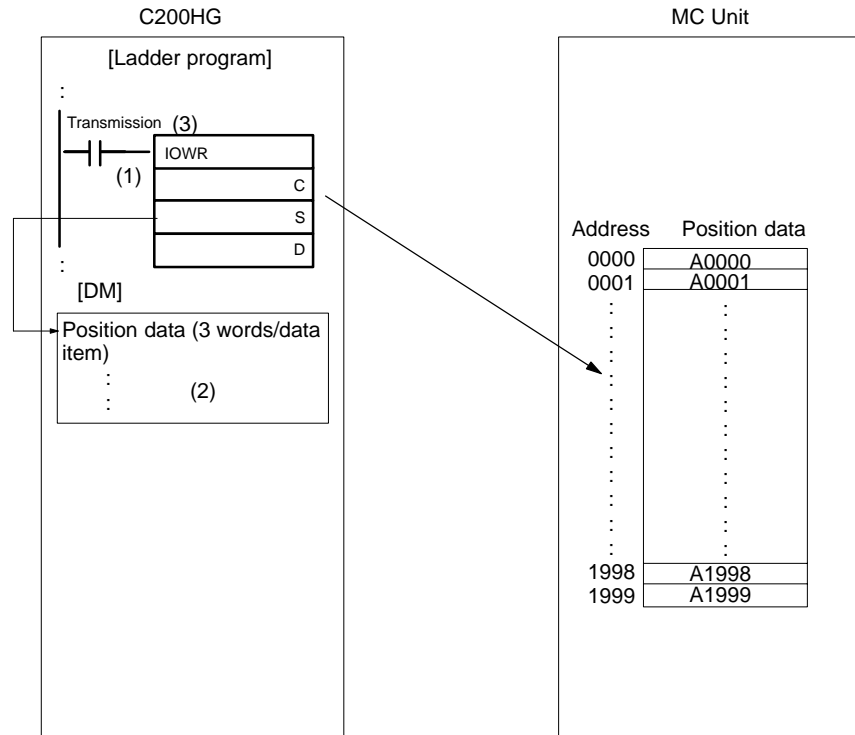 C200HG
[Ladder program]
:
Transmission (3)
IOWR
(1)
C
S
D
:
[DM]
Position data (3 words/data
item)
:
:
(2)
MC Unit
Address Position data
0000 A0000
0001 A0001
1998 A1998
1999 A1999